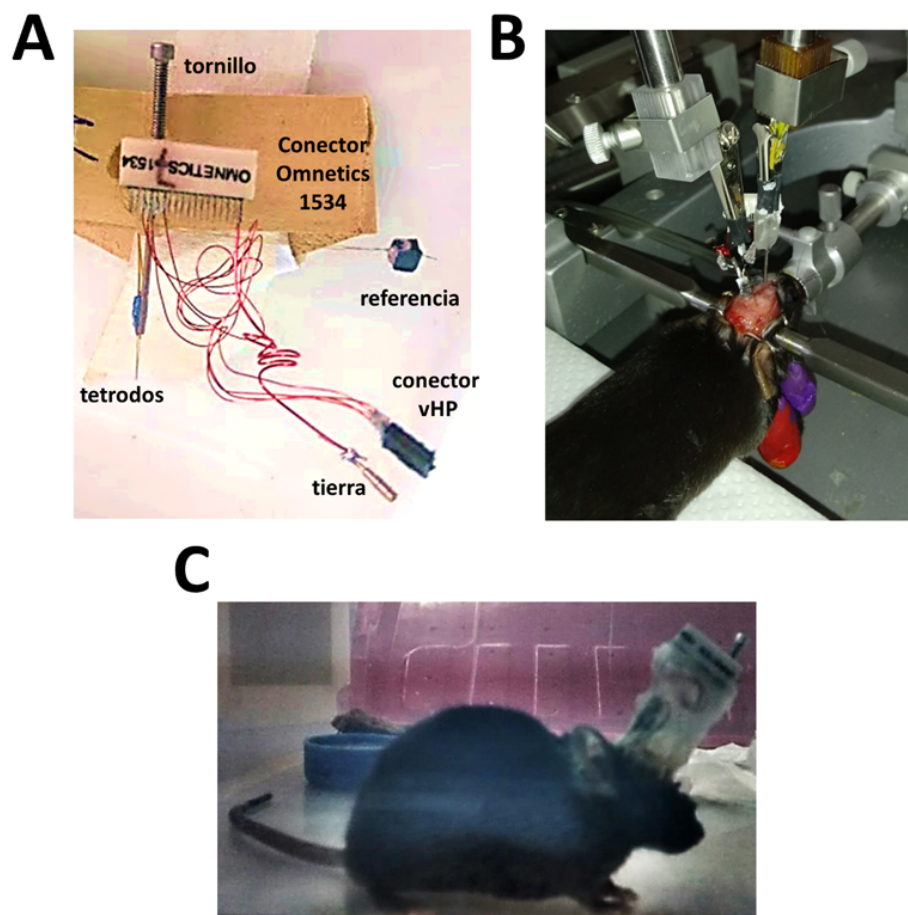 A
B
tornillo
Conector
Omnetics
1534
OMNETICS-1534
referencia
tetrodos
conector
vHP
tierra
C